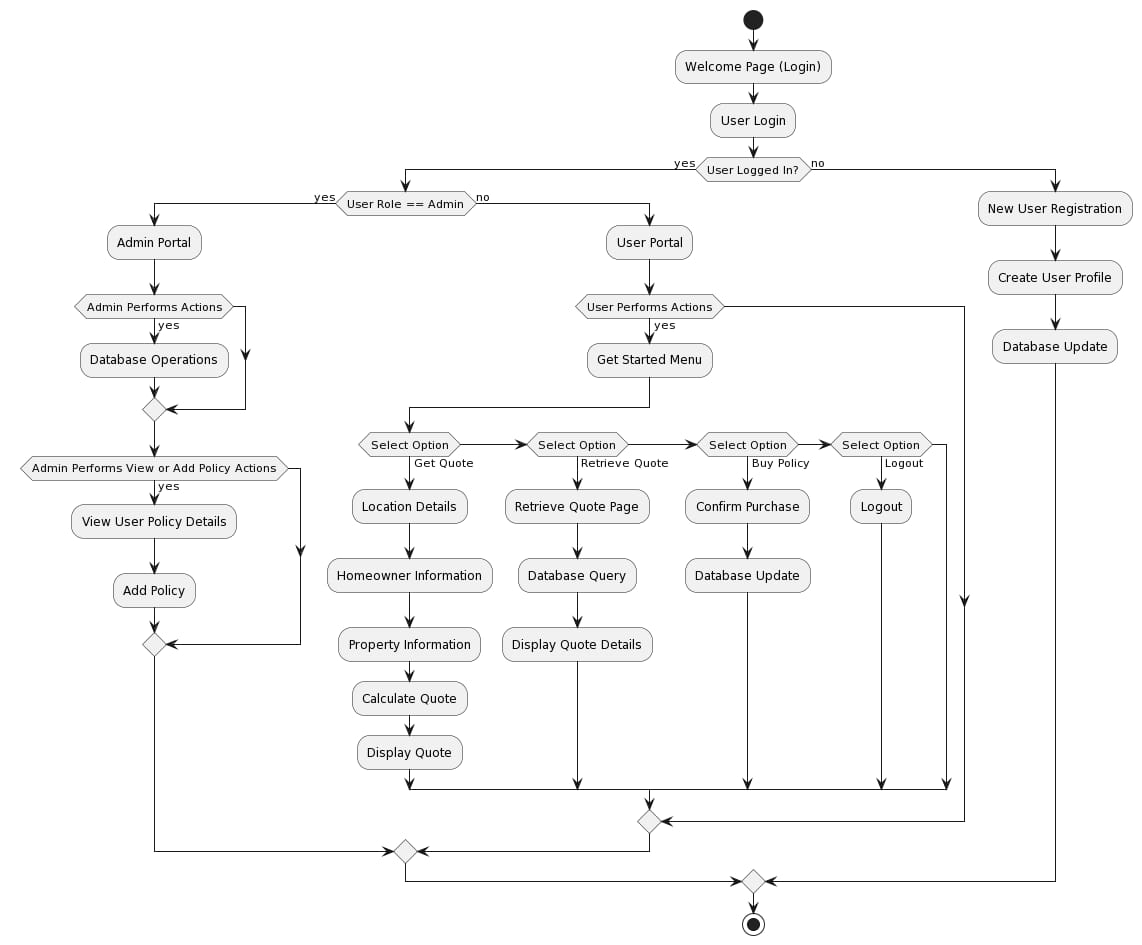 Welcome Page (Login)
User Login
yes
User Logged In?
no
yes
User Role == Admin
no
New User Registration
Admin Portal
User Portal
Create User Profile
Admin Performs Actions
User Performs Actions
yes
yes
Database Operations
Get Started Menu
Database Update
Select Option
Select Option
Select Option
Select Option
Get Quote
Retrieve Quote
Buy Policy
Logout
Admin Performs View or Add Policy Actions
yes
Location Details
Retrieve Quote Page
Confirm Purchase
Logout
View User Policy Details
Homeowner Information
Database Query
Database Update
Add Policy
Property Information
Display Quote Details
Calculate Quote
Display Quote